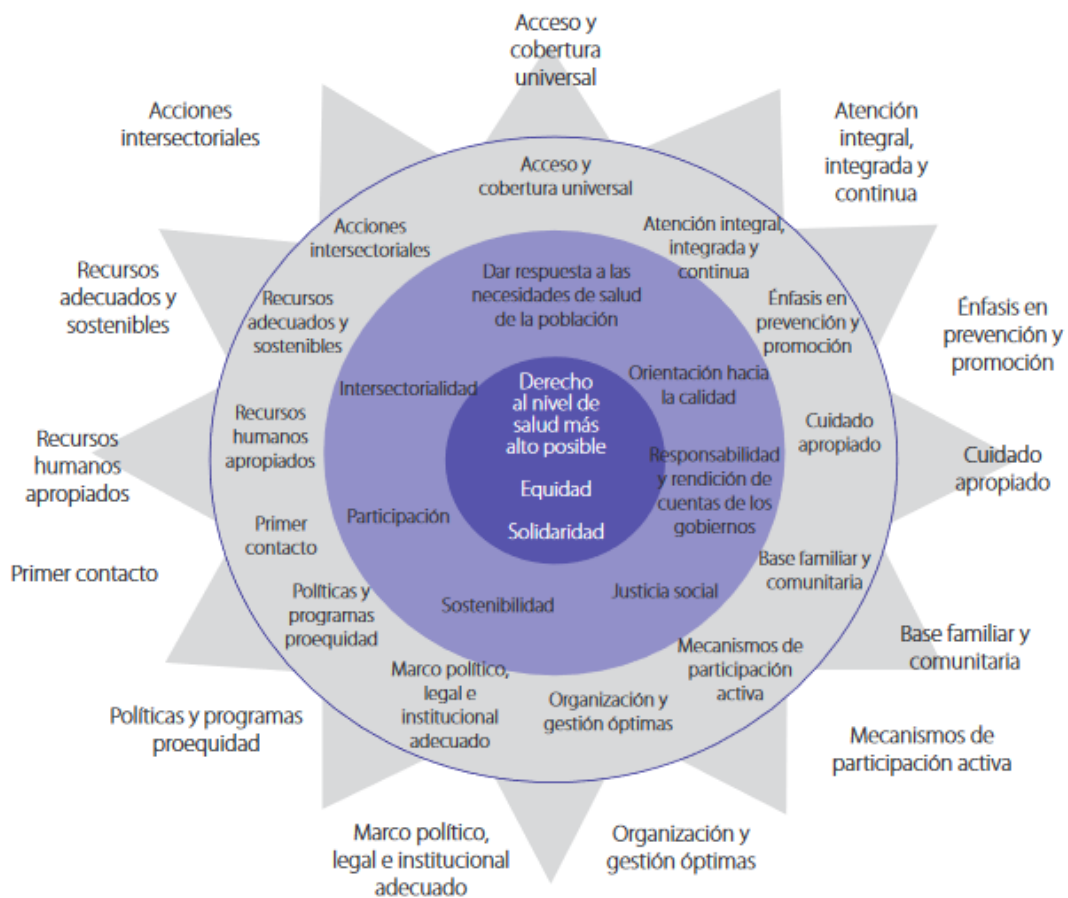 Acceso y
cobertura
universal
Atención
integral,
integrada y
continua
Énfasis en
prevención y
promoción
Cuidado
apropiado
Base familiar y
comunitaria
Mecanismos de
participación activa
Organización y
gestión óptimas
Marco político,
legal e institucional
adecuado
Políticas y programas
proequidad
Primer contacto
Recursos
humanos
apropiados
Recursos
adecuados y
sostenibles
Acciones
intersectoriales
Acceso y
cobertura universal
Atención integral,
integrada y
continua
Énfasis en
prevención y
promoción
Cuidado
apropiado
Base familiar y
comunitaria
Mecanismos de
participación
activa
Organización y
gestión óptimas
Marco político,
legal e
institucional
adecuado
Políticas y
programas
proequidad
Primer
contacto
Recursos
humanos
apropiados
Recursos
adecuados y
sostenibles
Acciones
intersectoriales
Dar respuesta a las
necesidades de salud
de la población
Orientación hacia
la calidad
Responsabilidad
y rendición de
cuentas de los
gobiernos
Justicia social
Sostenibilidad
Participación
Intersectorialidad
Derecho
al nivel de
salud más
alto posible
Equidad
Solidaridad